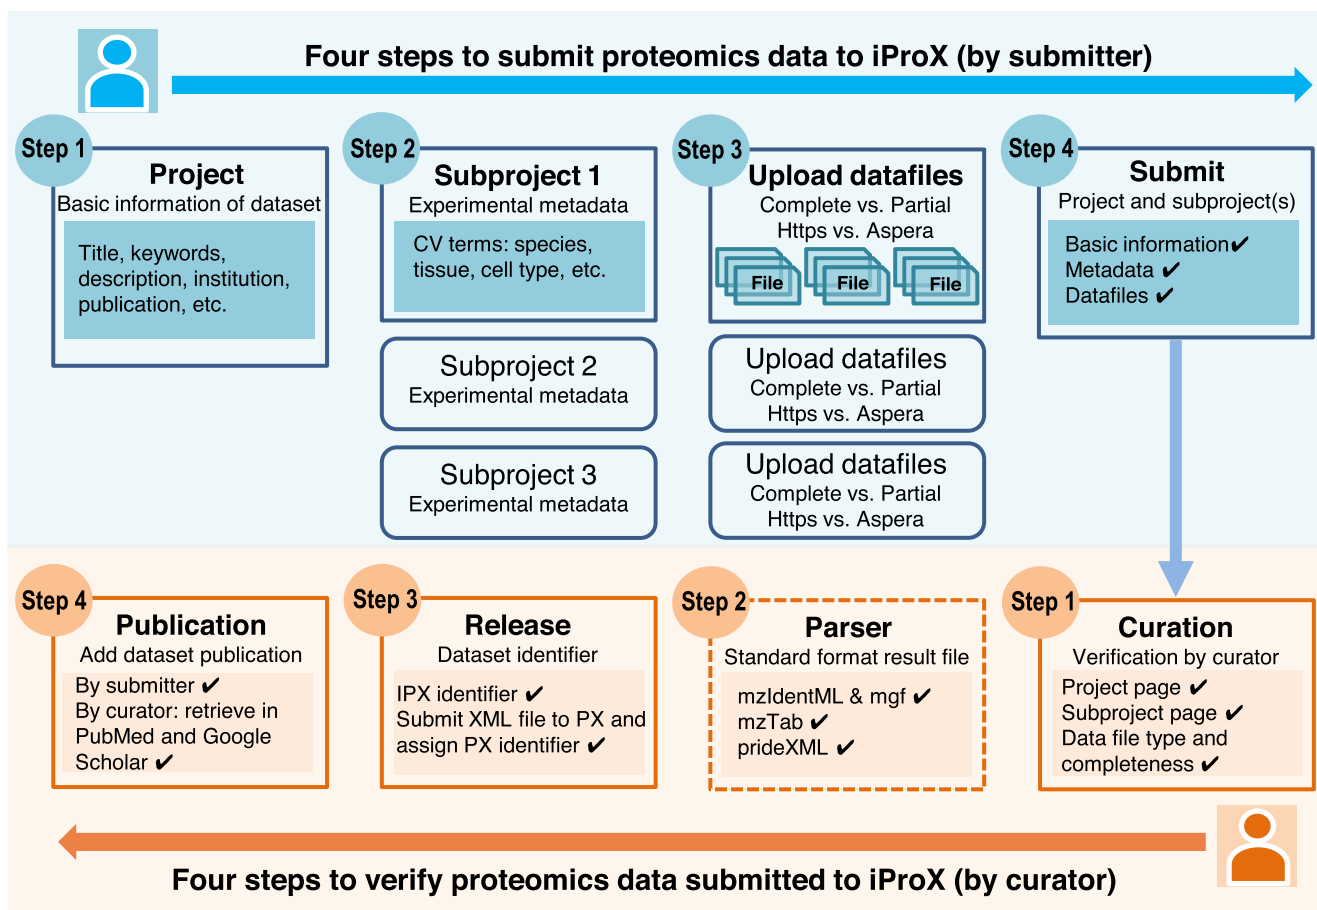 Four steps to submit proteomics data to iProX (by submitter)
Step 1
Project
Basic information of dataset
Title, keywords,
description, institution,
publication, etc.
Step 2
Subproject 1
Experimental metadata
CV terms: species,
tissue, cell type, etc.
Subproject 2
Experimental metadata
Subproject 3
Experimental metadata
Step 3
Upload datafiles
Complete vs. Partial
Https vs. Aspera
File
File
File
Upload datafiles
Complete vs. Partial
Https vs. Aspera
Upload datafiles
Complete vs. Partial
Https vs. Aspera
Step 4
Submit
Project and subproject(s)
Basic information✔
Metadata ✔
Datafiles ✔
Step 4
Publication
Add dataset publication
By submitter ✔
By curator: retrieve in
PubMed and Google
Scholar ✔
Step 3
Release
Dataset identifier
IPX identifier ✔
Submit XML file to PX and
assign PX identifier ✔
Step 2
Parser
Standard format result file
mzIdentML & mgf ✔
mzTab ✔
prideXML ✔
Step 1
Curation
Verification by curator
Project page ✔
Subproject page ✔
Data file type and
completeness ✔
Four steps to verify proteomics data submitted to iProX (by curator)